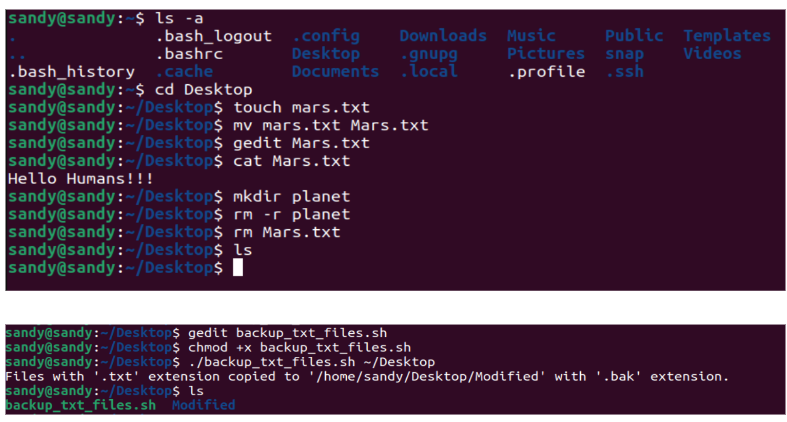 sandy@sandy:~$ ls -a
. .bash_logout .config Downloads Music Public Templates
.. .bashrc Desktop .gnupg Pictures snap Videos
.bash_history .cache Documents .local .profile .ssh
sandy@sandy:~$ cd Desktop
sandy@sandy:~/Desktop$ touch mars.txt
sandy@sandy:~/Desktop$ mv mars.txt Mars.txt
sandy@sandy:~/Desktop$ gedit Mars.txt
sandy@sandy:~/Desktop$ cat Mars.txt
Hello Humans!!!
sandy@sandy:~/Desktop$ mkdir planet
sandy@sandy:~/Desktop$ rm -r planet
sandy@sandy:~/Desktop$ rm Mars.txt
sandy@sandy:~/Desktop$ ls
sandy@sandy:~/Desktop$
sandy@sandy:~/Desktop$ gedit backup_txt_files.sh
sandy@sandy:~/Desktop$ chmod +x backup_txt_files.sh
sandy@sandy:~/Desktop$ ./backup_txt_files.sh ~/Desktop
Files with '.txt' extension copied to '/home/sandy/Desktop/Modified' with '.bak' extension.
sandy@sandy:~/Desktop$ ls
backup_txt_files.sh Modified